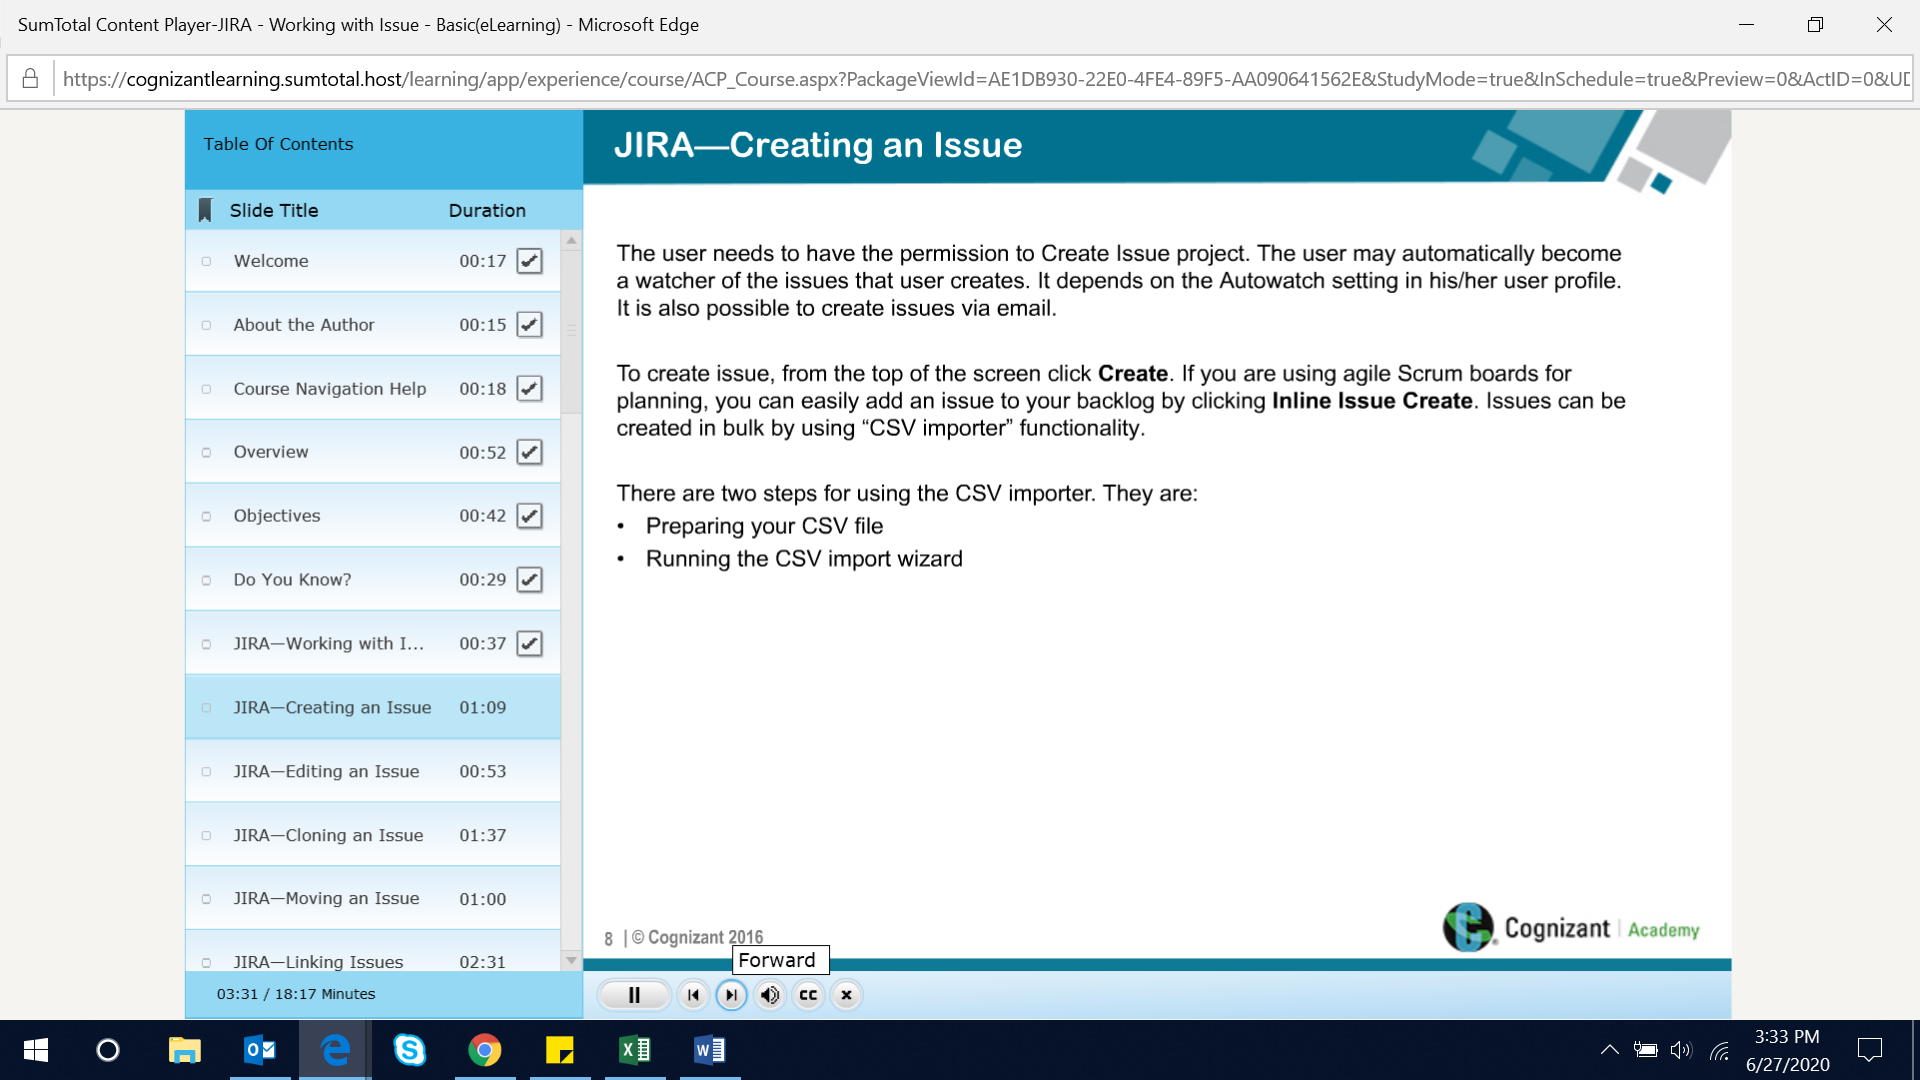 SumTotal Content Player-JIRA - Working with Issue - Basic(eLearning) - Microsoft Edge
https://cognizantlearning.sumtotal.host/learning/app/experience/course/ACP_Course.aspx?PackageViewId=AE1DB930-22E0-4FE4-89F5-AA090641562E&StudyMode=true&InSchedule=true&Preview=0&ActID=0&UD
Table Of Contents
Slide Title Duration
Welcome 00:17
About the Author 00:15
Course Navigation Help 00:18
Overview 00:52
Objectives 00:42
Do You Know? 00:29
JIRA—Working with I... 00:37
JIRA—Creating an Issue 01:09
JIRA—Editing an Issue 00:53
JIRA—Cloning an Issue 01:37
JIRA—Moving an Issue 01:00
JIRA—Linking Issues 02:31
03:31 / 18:17 Minutes
JIRA—Creating an Issue
The user needs to have the permission to Create Issue project. The user may automatically become
a watcher of the issues that user creates. It depends on the Autowatch setting in his/her user profile.
It is also possible to create issues via email.
To create issue, from the top of the screen click Create. If you are using agile Scrum boards for
planning, you can easily add an issue to your backlog by clicking Inline Issue Create. Issues can be
created in bulk by using “CSV importer” functionality.
There are two steps for using the CSV importer. They are:
• Preparing your CSV file
• Running the CSV import wizard
8 | © Cognizant 2016
Cognizant | Academy
Forward
CC
3:33 PM
6/27/2020